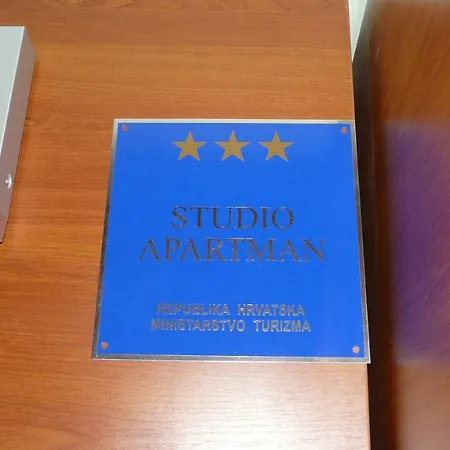 STUDIO
APARTMAN
REPUBLIKA HRVATSKA
MINISTARSTVO TURIZMA